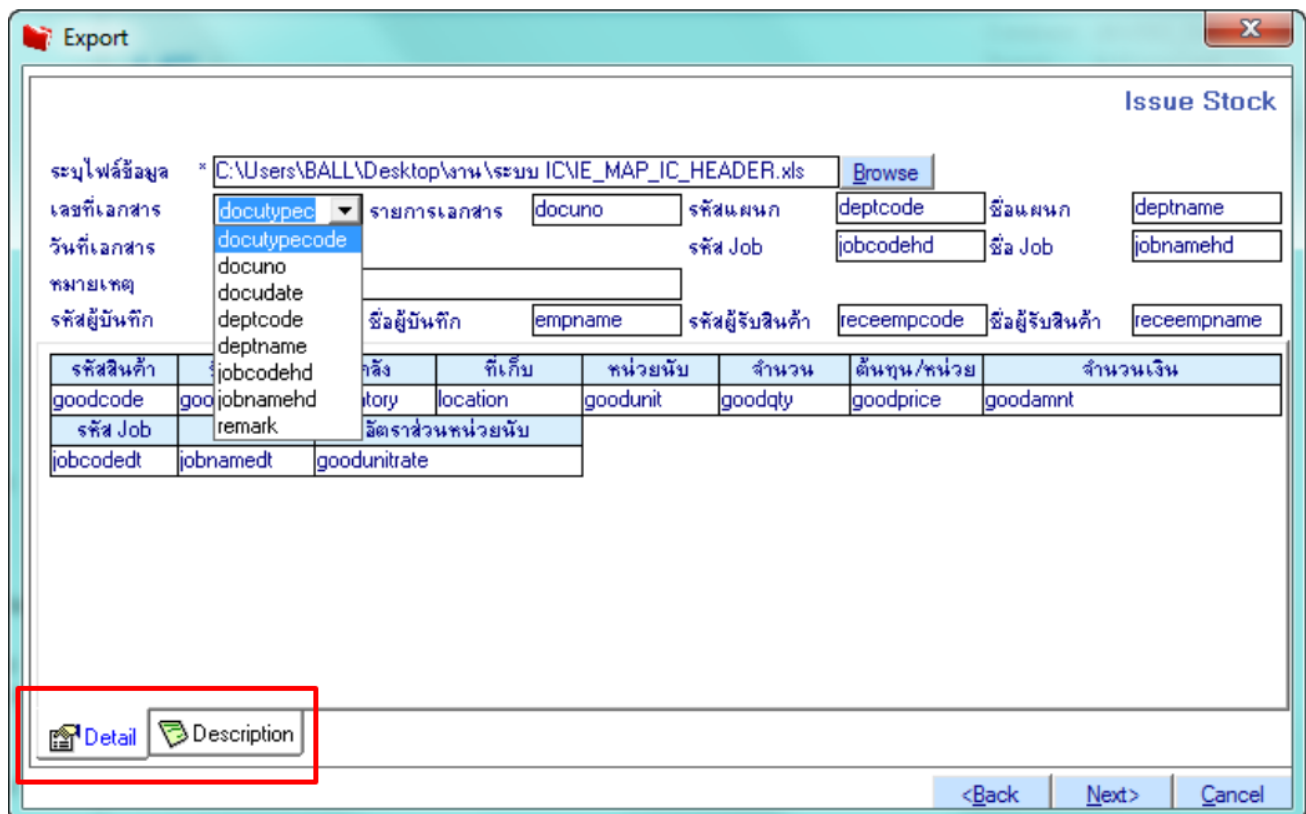 Export
Issue Stock
ระบุไฟล์ข้อมูล * C:\Users\BALL\Desktop\งาน\ระบบ IC\IE_MAP_IC_HEADER.xls Browse
เลขที่เอกสาร docutypec รายการเอกสาร docuno รหัสแผนก deptcode ชื่อแผนก deptname
วันที่เอกสาร รหัส Job jobcodehd ชื่อ Job jobnamehd
หมายเหตุ
รหัสผู้บันทึก ชื่อผู้บันทึก empname รหัสผู้รับสินค้า receempcode ชื่อผู้รับสินค้า receempname
docutypecode
docuno
docudate
deptcode
deptname
jobcodehd
jobnamehd
remark
รหัสสินค้า ที่เก็บ หน่วยนับ จำนวน ต้นทุน/หน่วย จำนวนเงิน
goodcode goo tory location goodunit goodqty goodprice goodamnt
รหัส Job อัตราส่วนหน่วยนับ
jobcodedt jobnamedt goodunitrate
Detail Description
<Back Next> Cancel